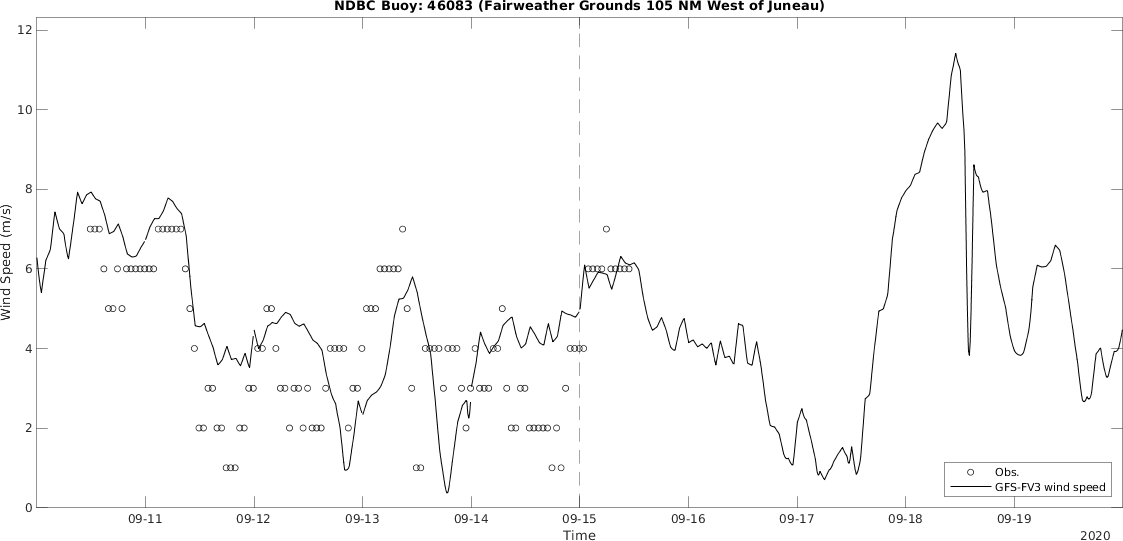 NDBC Buoy: 46083 (Fairweather Grounds 105 NM West of Juneau)
12
10
8
6
4
2
0
Wind Speed (m/s)
Obs.
GFS-FV3 wind speed
09-11 09-12 09-13 09-14 09-15 09-16 09-17 09-18 09-19
Time
2020